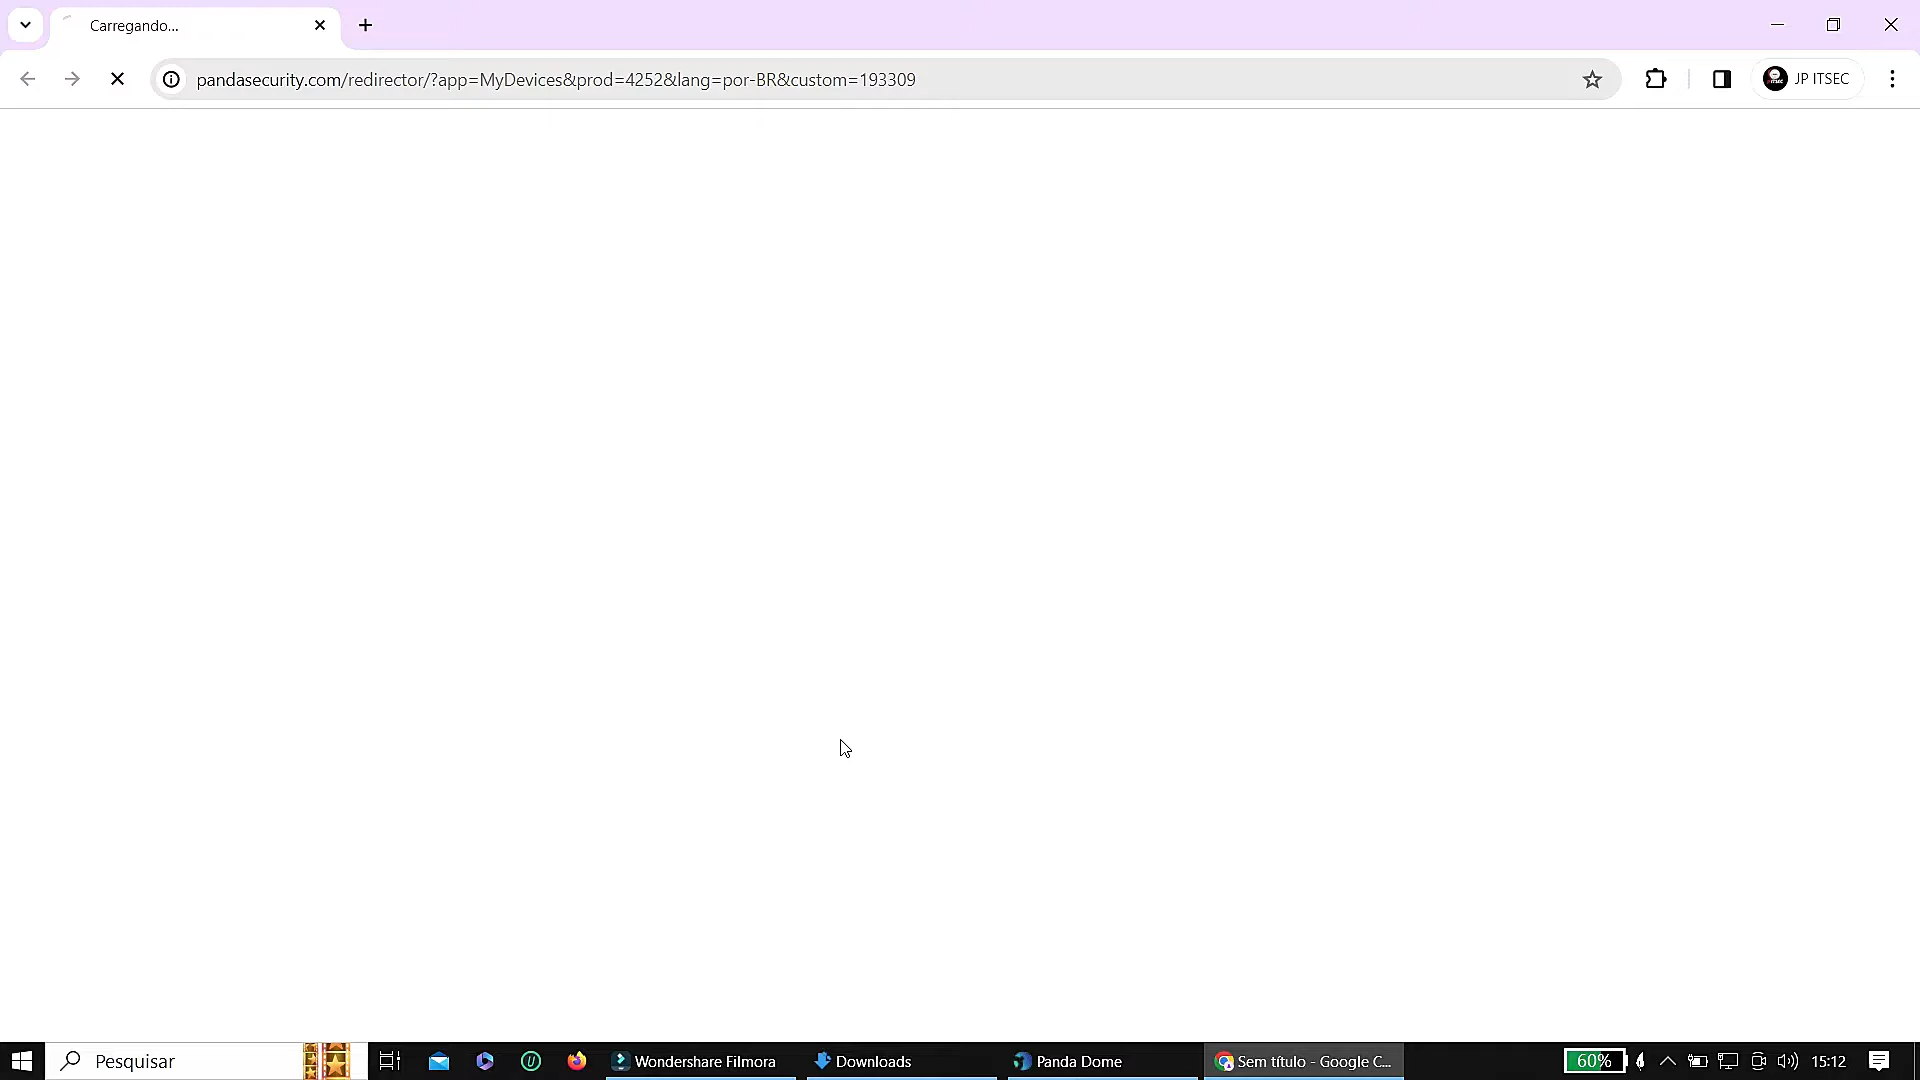 Carregando...
pandasecurity.com/redirector/?app=MyDevices&prod=4252&lang=por-BR&custom=193309
JP ITSEC
Pesquisar
Wondershare Filmora
Downloads
Panda Dome
Sem título - Google C...
60%
15:12